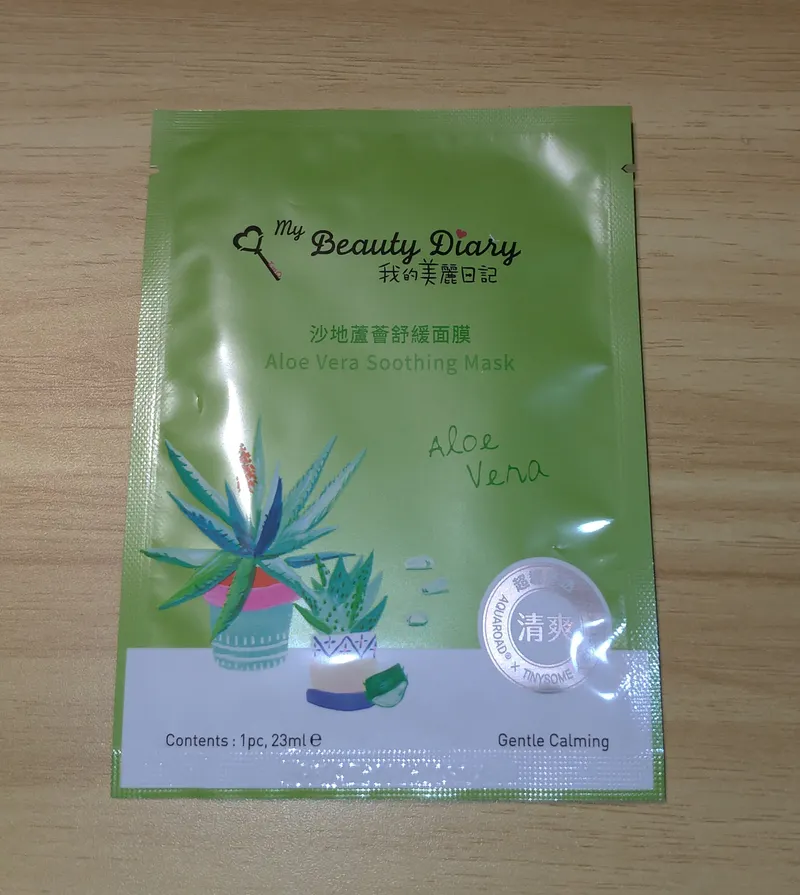 My Beauty Diary
我的美麗日記
沙地蘆薈舒緩面膜
Aloe Vera Soothing Mask
Aloe
Vera
清爽
AQUAROAD® × TINYSOME
Contents : 1pc, 23ml ℮
Gentle Calming